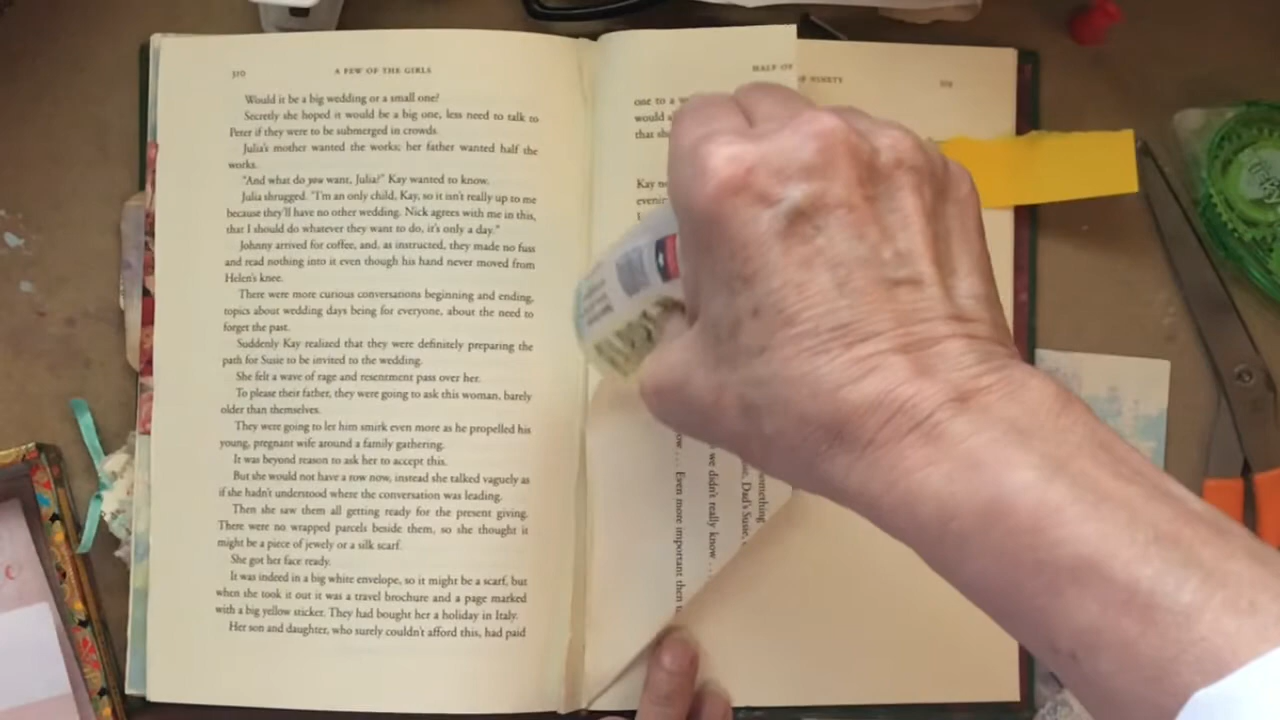 310
A FEW OF THE GIRLS
Would it be a big wedding or a small one?
Secretly she hoped it would be a big one, less need to talk to
Peter if they were to be submerged in crowds.
Julia's mother wanted the works; her father wanted half the
works.
"And what do you want, Julia?" Kay wanted to know.
Julia shrugged. "I'm an only child, Kay, so it isn't really up to me
because they'll have no other wedding. Nick agrees with me in this,
that I should do whatever they want to do, it's only a day."
Johnny arrived for coffee, and, as instructed, they made no fuss
and read nothing into it even though his hand never moved from
Helen's knee.
There were more curious conversations beginning and ending,
topics about wedding days being for everyone, about the need to
forget the past.
Suddenly Kay realized that they were definitely preparing the
path for Susie to be invited to the wedding.
She felt a wave of rage and resentment pass over her.
To please their father, they were going to ask this woman, barely
older than themselves.
They were going to let him smirk even more as he propelled his
young, pregnant wife around a family gathering.
It was beyond reason to ask her to accept this.
But she would not have a row now, instead she talked vaguely as
if she hadn't understood where the conversation was leading.
Then she saw them all getting ready for the present giving.
There were no wrapped parcels beside them, so she thought it
might be a piece of jewely or a silk scarf.
She got her face ready.
It was indeed in a big white envelope, so it might be a scarf, but
when she took it out it was a travel brochure and a page marked
with a big yellow sticker. They had bought her a holiday in Italy.
Her son and daughter, who surely couldn't afford this, had paid
HALF OF
NINETY
one to a
would
that
Kay
something
Dad's Susie,
we didn't really know . .
. . . Even more important then